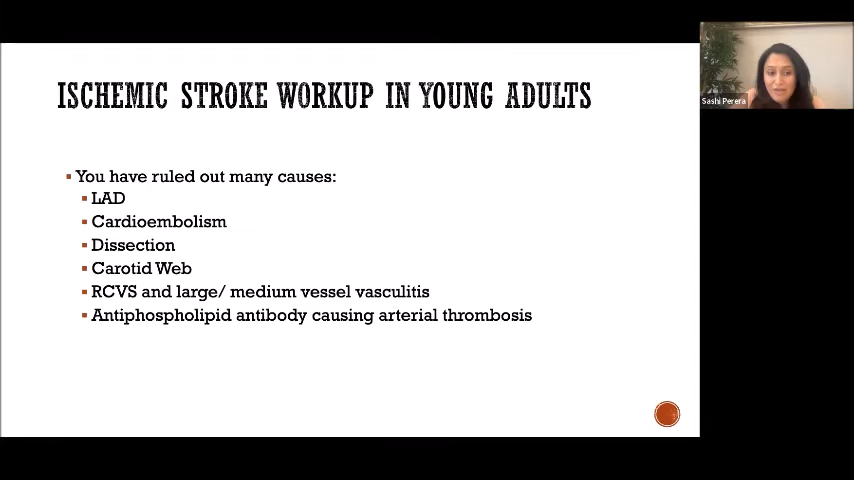 ISCHEMIC STROKE WORKUP IN YOUNG ADULTS
You have ruled out many causes:
LAD
Cardioembolism
Dissection
Carotid Web
RCVS and large/ medium vessel vasculitis
Antiphospholipid antibody causing arterial thrombosis
Sashi Perera